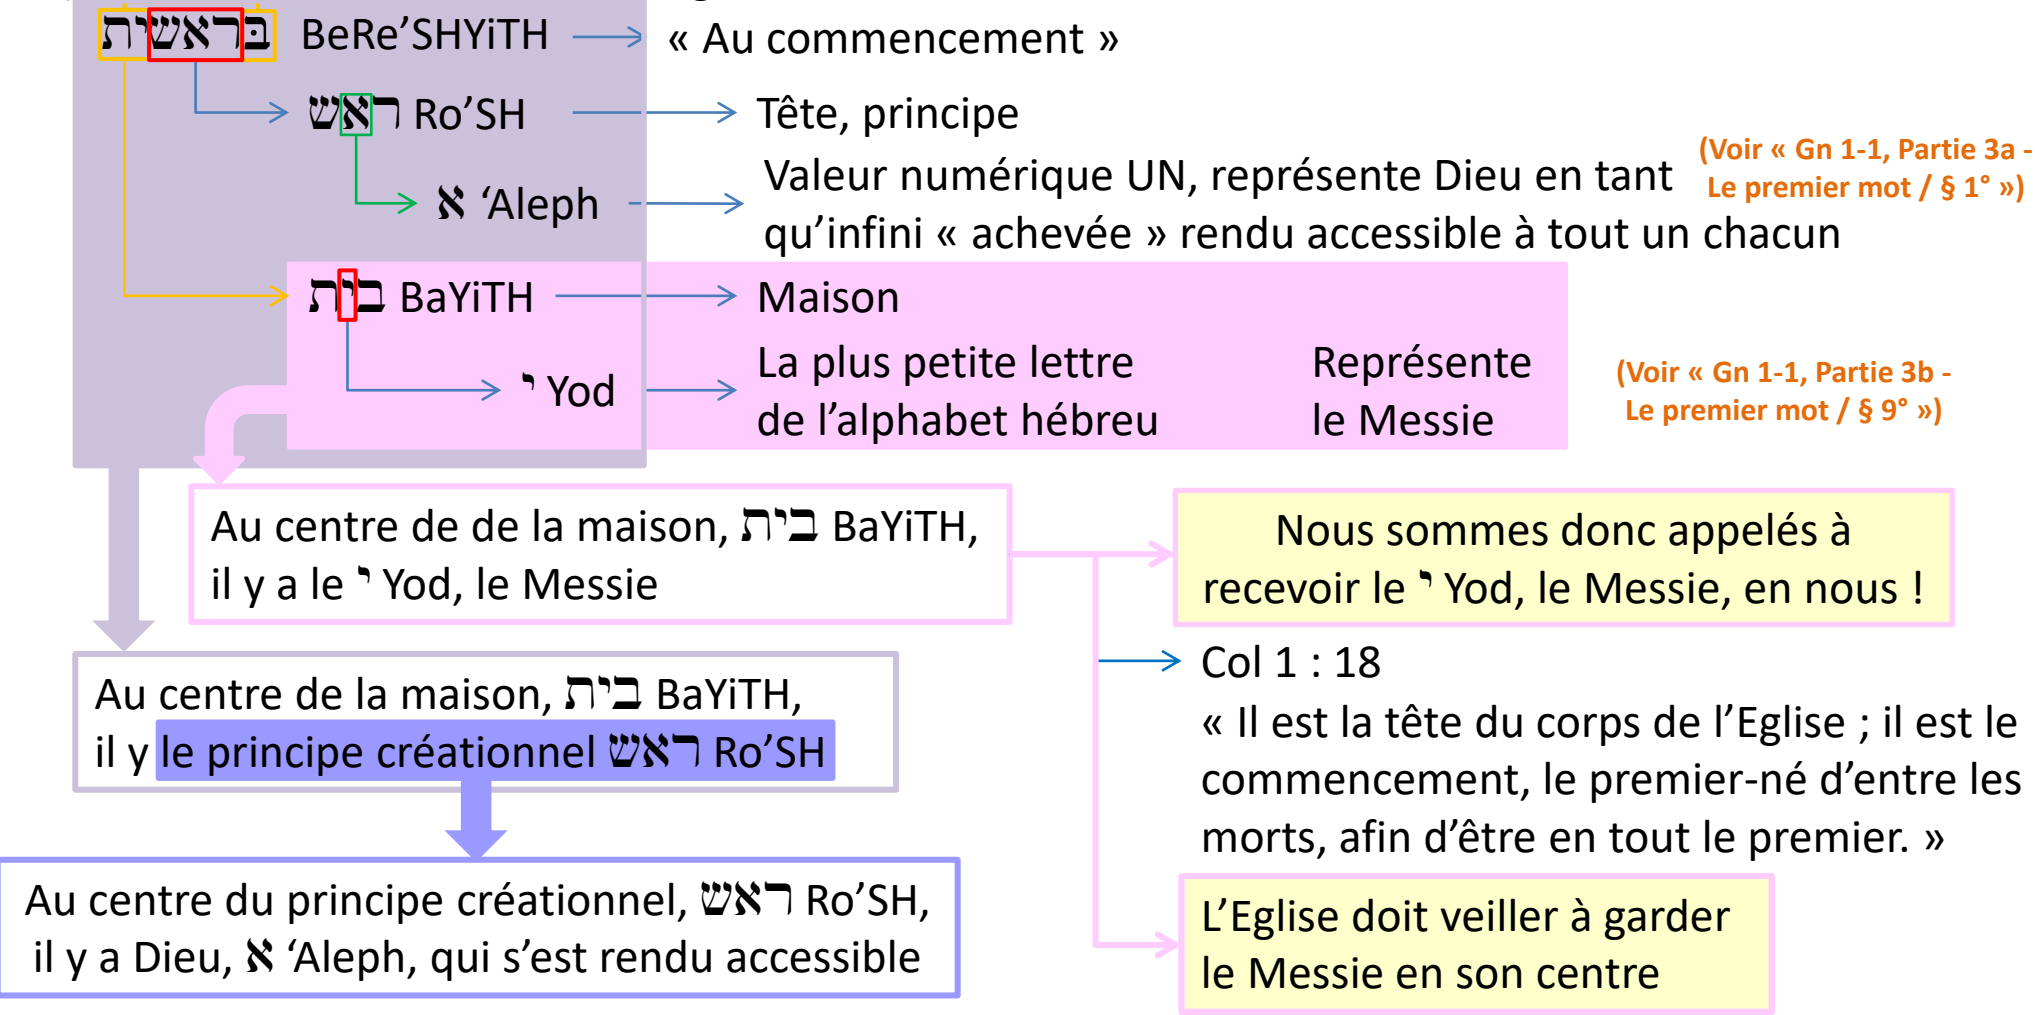 בּראשית BeRe’SHYiTH
« Au commencement »
ראש Ro’SH
Tête, principe
א ‘Aleph
Valeur numérique UN, représente Dieu en tant
qu’infini « achevée » rendu accessible à tout un chacun
(Voir « Gn 1-1, Partie 3a -
Le premier mot / § 1° »)
בית BaYiTH
Maison
י Yod
La plus petite lettre
de l’alphabet hébreu
Représente
le Messie
(Voir « Gn 1-1, Partie 3b -
Le premier mot / § 9° »)
Au centre de de la maison, בית BaYiTH,
il y a le י Yod, le Messie
Nous sommes donc appelés à
recevoir le י Yod, le Messie, en nous !
Au centre de la maison, בית BaYiTH,
il y le principe créationnel ראש Ro’SH
Au centre du principe créationnel, ראש Ro’SH,
il y a Dieu, א ‘Aleph, qui s’est rendu accessible
Col 1 : 18
« Il est la tête du corps de l’Eglise ; il est le
commencement, le premier-né d’entre les
morts, afin d’être en tout le premier. »
L’Eglise doit veiller à garder
le Messie en son centre